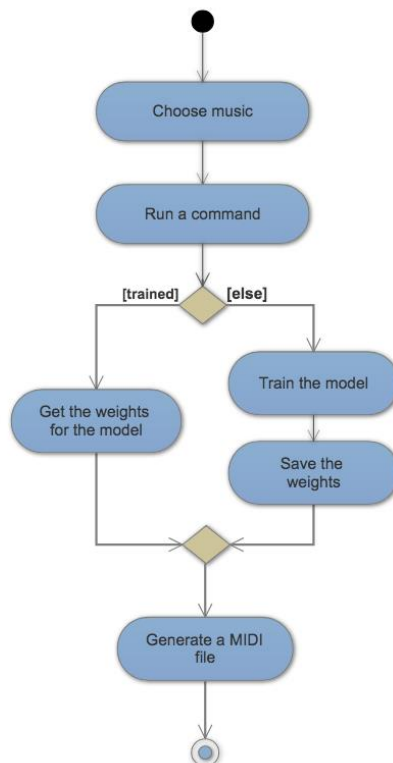 Choose music
Run a command
[trained]
[else]
Train the model
Get the weights
for the model
Save the
weights
Generate a MIDI
file